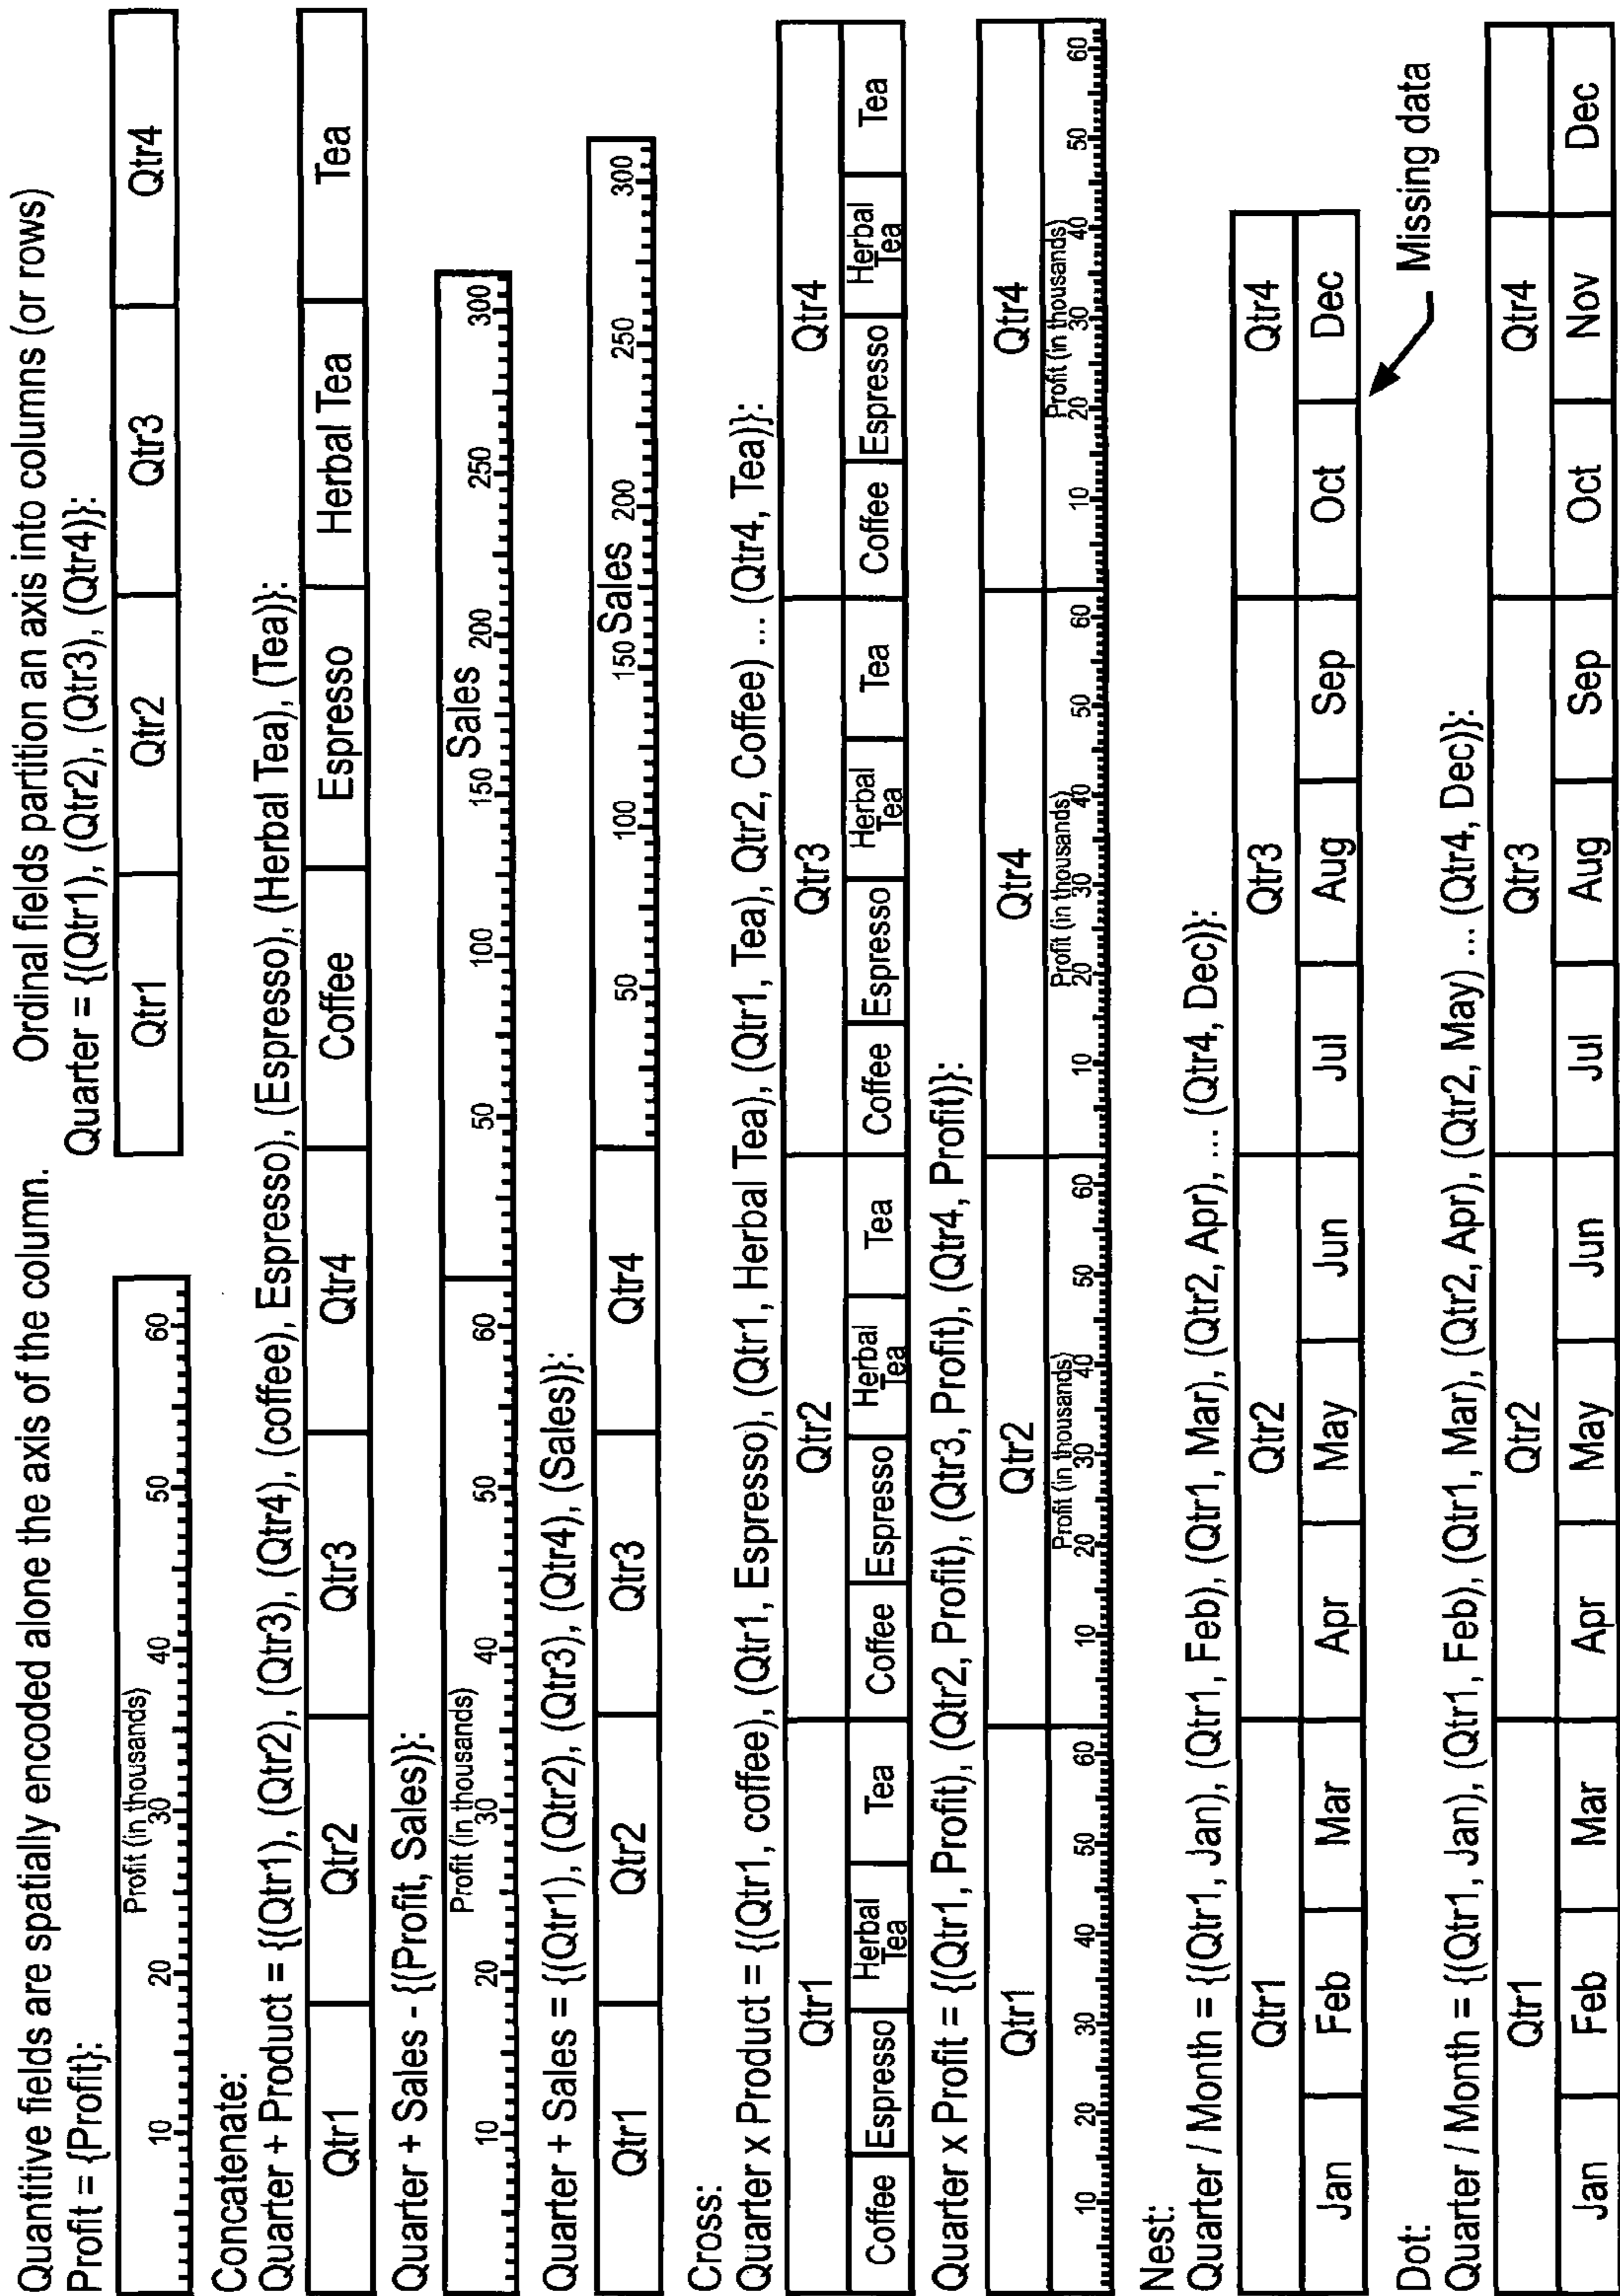 Quantitive fields are spatially encoded alone the axis of the column.
Profit = {Profit}:
10 20 30 40 50 60
Profit (in thousands)
Ordinal fields partition an axis into columns (or rows)
Quarter = {(Qtr1), (Qtr2), (Qtr3), (Qtr4)}:
Qtr1 Qtr2 Qtr3 Qtr4
Concatenate:
Quarter + Product = {(Qtr1), (Qtr2), (Qtr3), (Qtr4), (coffee), Espresso), (Espresso), (Herbal Tea), (Tea)}:
Qtr1 Qtr2 Qtr3 Qtr4 Coffee Espresso Herbal Tea Tea
Quarter + Sales - {(Profit, Sales)}:
Profit (in thousands) Sales
10 20 30 40 50 60 50 100 150 200 250 300
Quarter + Sales = {(Qtr1), (Qtr2), (Qtr3), (Qtr4), (Sales)}:
Qtr1 Qtr2 Qtr3 Qtr4 Sales
50 100 150 200 250 300
Cross:
Quarter x Product = {(Qtr1, coffee), (Qtr1, Espresso), (Qtr1, Herbal Tea), (Qtr1, Tea), Qtr2, Coffee) ... (Qtr4, Tea)}:
Qtr1 Qtr2 Qtr3 Qtr4
Coffee Espresso Herbal Tea Tea Coffee Espresso Herbal Tea Tea Coffee Espresso Herbal Tea Tea Coffee Espresso Herbal Tea Tea
Quarter x Profit = {(Qtr1, Profit), (Qtr2, Profit), (Qtr2, Profit), (Qtr3, Profit), (Qtr4, Profit)}:
Qtr1 Qtr2 Qtr4 Qtr4
Profit (in thousands) Profit (in thousands) Profit (in thousands)
10 20 30 40 50 60 10 20 30 40 50 60 10 20 30 40 50 60 10 20 30 40 50 60
Nest:
Quarter / Month = {(Qtr1, Jan), (Qtr1, Feb), (Qtr1, Mar), (Qtr2, Apr), ... (Qtr4, Dec)}:
Qtr1 Qtr2 Qtr3 Qtr4
Jan Feb Mar Apr May Jun Jul Aug Sep Oct Dec
Missing data
Dot:
Quarter / Month = {(Qtr1, Jan), (Qtr1, Feb), (Qtr1, Mar), (Qtr2, Apr), (Qtr2, May) ... (Qtr4, Dec)}:
Qtr1 Qtr2 Qtr3 Qtr4
Jan Feb Mar Apr May Jun Jul Aug Sep Oct Nov Dec